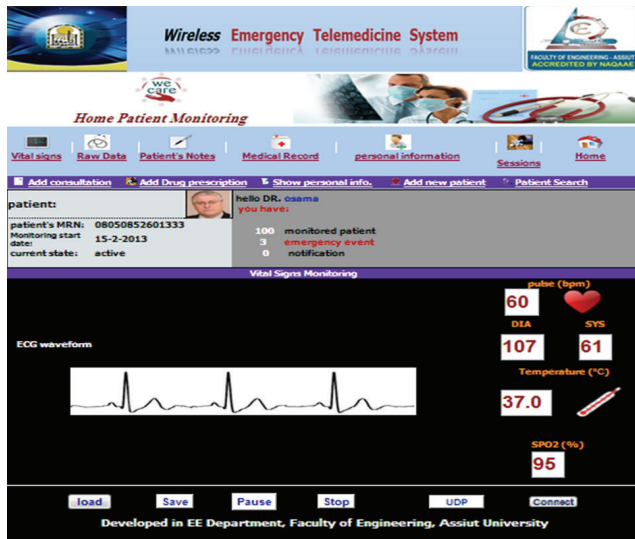 Wireless Emergency Telemedicine System
FACULTY OF ENGINEERING - ASSIUT
ACCREDITED BY NAQAAE
we
care
Home Patient Monitoring
Vital signs Raw Data Patient's Notes Medical Record personal information Sessions Home
Add consultation Add Drug prescription Show personal info. Add new patient Patient Search
patient:
patient's MRN: 08050852601333
Monitoring start
date: 15-2-2013
current state: active
hello DR. osama
you have:
100 monitored patient
3 emergency event
0 notification
Vital Signs Monitoring
pulse (bpm)
60
DIA SYS
107 61
ECG waveform
Temperature (°C)
37.0
SPO2 (%)
95
load Save Pause Stop UDP Connect
Developed in EE Department, Faculty of Engineering, Assiut University